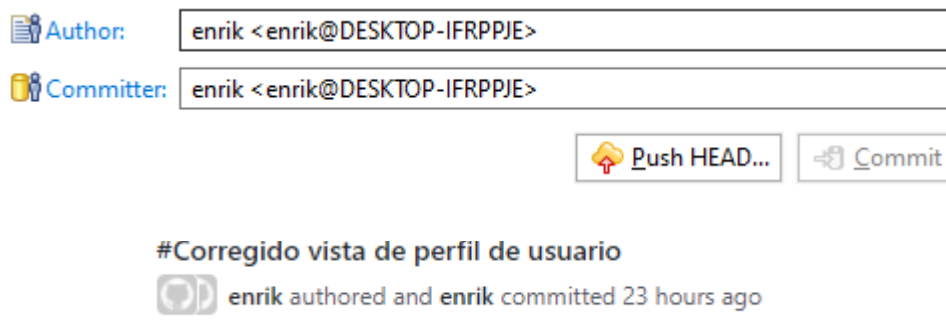 Author: enrik <enrik@DESKTOP-IFRPPJE>
Committer: enrik <enrik@DESKTOP-IFRPPJE>
Push HEAD... Commit
#Corregido vista de perfil de usuario
enrik authored and enrik committed 23 hours ago